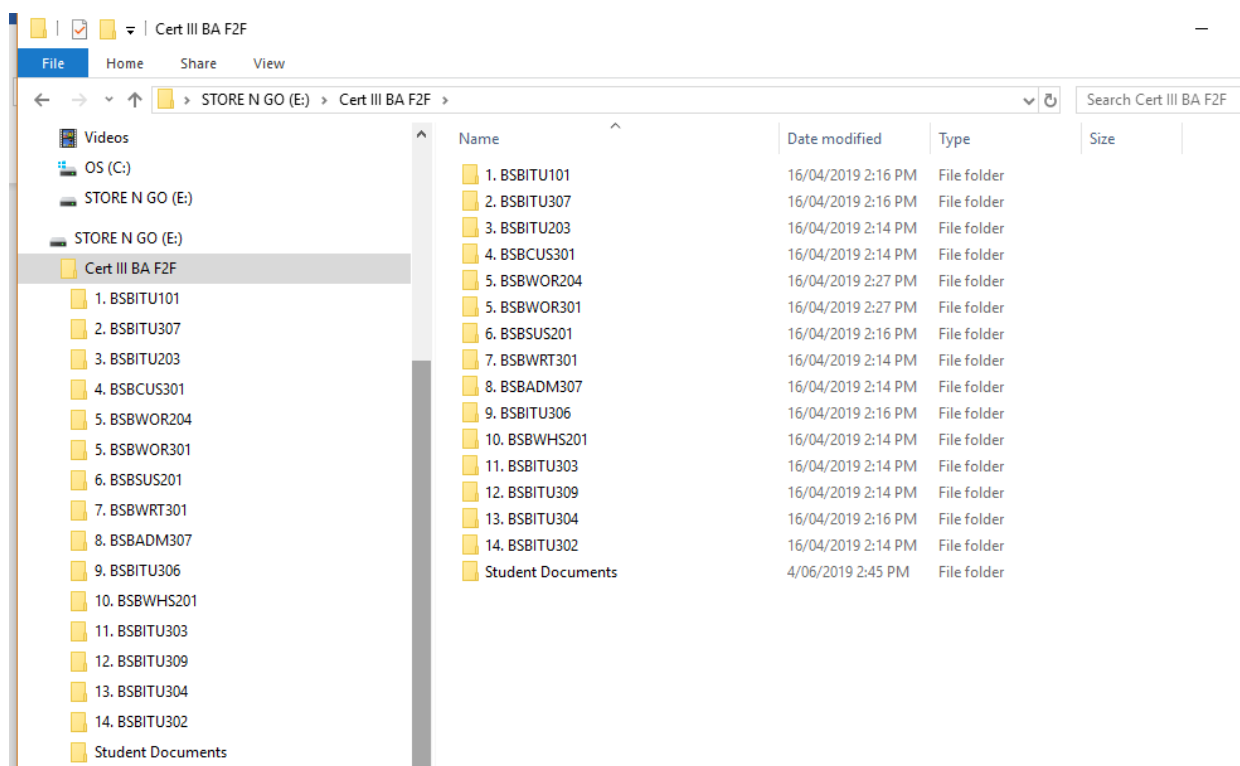 Cert III BA F2F
File Home Share View
STORE N GO (E:) Cert III BA F2F Search Cert III BA F2F
Videos
OS (C:)
STORE N GO (E:)
STORE N GO (E:)
Cert III BA F2F
1. BSBITU101
2. BSBITU307
3. BSBITU203
4. BSBCUS301
5. BSBWOR204
5. BSBWOR301
6. BSBSUS201
7. BSBWRT301
8. BSBADM307
9. BSBITU306
10. BSBWHS201
11. BSBITU303
12. BSBITU309
13. BSBITU304
14. BSBITU302
Student Documents
Name Date modified Type Size
1. BSBITU101 16/04/2019 2:16 PM File folder
2. BSBITU307 16/04/2019 2:16 PM File folder
3. BSBITU203 16/04/2019 2:14 PM File folder
4. BSBCUS301 16/04/2019 2:14 PM File folder
5. BSBWOR204 16/04/2019 2:27 PM File folder
5. BSBWOR301 16/04/2019 2:27 PM File folder
6. BSBSUS201 16/04/2019 2:16 PM File folder
7. BSBWRT301 16/04/2019 2:14 PM File folder
8. BSBADM307 16/04/2019 2:14 PM File folder
9. BSBITU306 16/04/2019 2:16 PM File folder
10. BSBWHS201 16/04/2019 2:14 PM File folder
11. BSBITU303 16/04/2019 2:14 PM File folder
12. BSBITU309 16/04/2019 2:14 PM File folder
13. BSBITU304 16/04/2019 2:16 PM File folder
14. BSBITU302 16/04/2019 2:14 PM File folder
Student Documents 4/06/2019 2:45 PM File folder